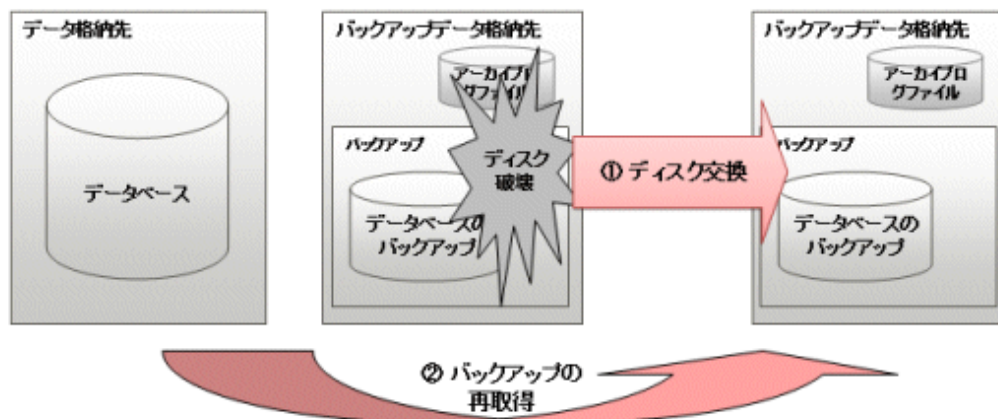 データ格納先
データベース
バックアップデータ格納先
アーカイブロ
グファイル
バックアップ
ディスク
破壊
データベースの
バックアップ
① ディスク交換
バックアップデータ格納先
アーカイブロ
グファイル
バックアップ
データベースの
バックアップ
② バックアップの
再取得